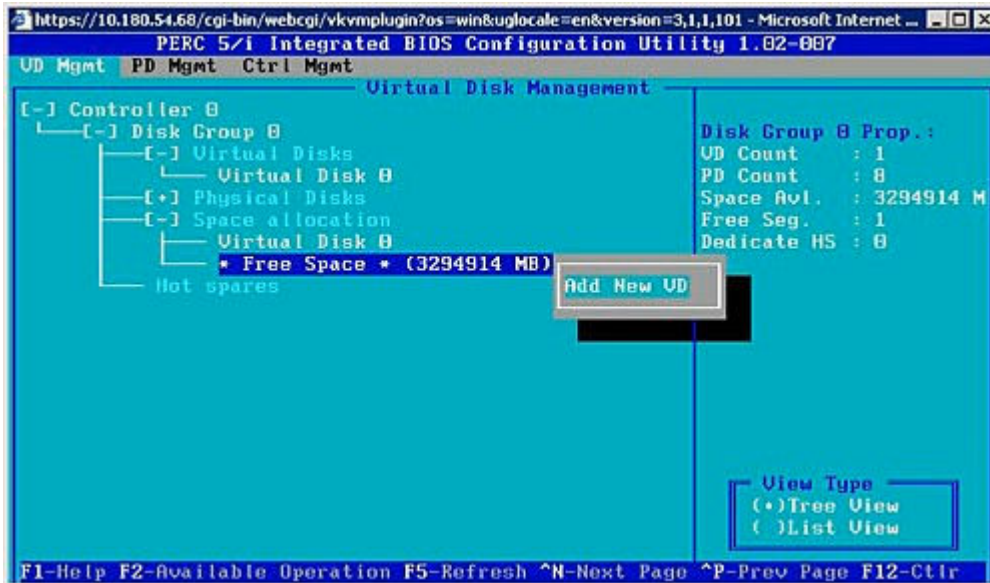 https://10.180.54.68/cgi-bin/webcgi/vkvmplugin?os=win&uglocale=en&version=3,1,1,101 - Microsoft Internet ...
PERC 5/i Integrated BIOS Configuration Utility 1.02-007
VD Mgmt PD Mgmt Ctrl Mgmt
Virtual Disk Management
[-] Controller 0
[-] Disk Group 0
Disk Group 0 Prop.:
[-] Virtual Disks
VD Count : 1
Virtual Disk 0
PD Count : 8
[+] Physical Disks
Space Avl. : 3294914 M
[-] Space allocation
Free Seg. : 1
Virtual Disk 0
Dedicate HS : 0
* Free Space * (3294914 MB)
Hot spares
Add New VD
View Type
(•)Tree View
( )List View
F1-Help F2-Available Operation F5-Refresh ^N-Next Page ^P-Prev Page F12-Ctlr